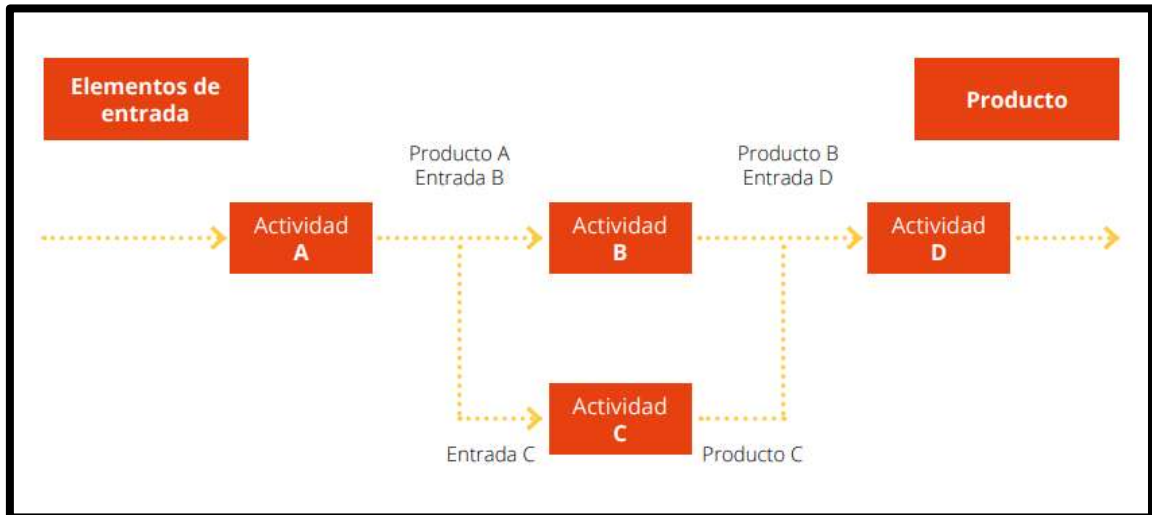 Elementos de
entrada
Producto
Producto A
Entrada B
Producto B
Entrada D
Actividad
A
Actividad
B
Actividad
D
Actividad
C
Entrada C
Producto C